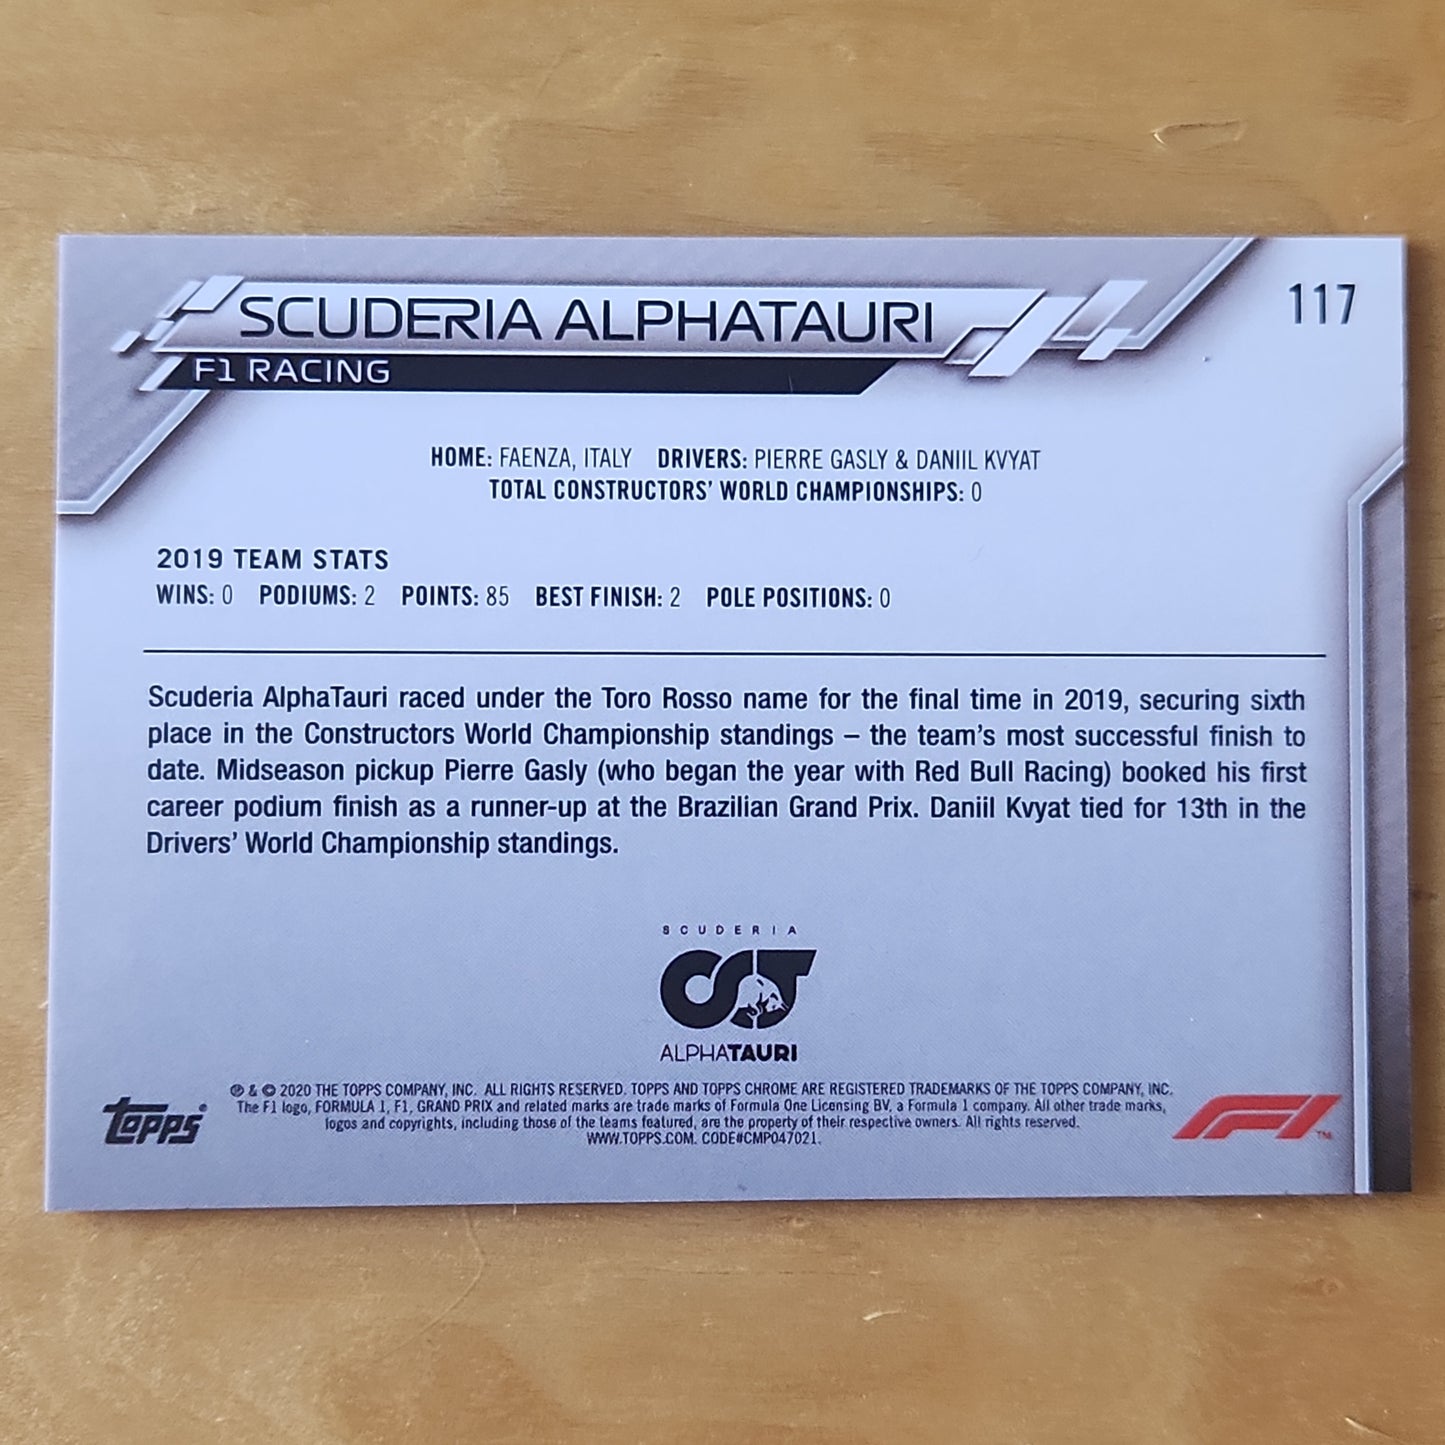 SCUDERIA ALPHATAURI
117
F1 RACING
HOME: FAENZA, ITALY DRIVERS: PIERRE GASLY & DANIIL KVYAT
TOTAL CONSTRUCTORS' WORLD CHAMPIONSHIPS: 0
2019 TEAM STATS
WINS: 0 PODIUMS: 2 POINTS: 85 BEST FINISH: 2 POLE POSITIONS: 0
Scuderia AlphaTauri raced under the Toro Rosso name for the final time in 2019, securing sixth
place in the Constructors World Championship standings – the team's most successful finish to
date. Midseason pickup Pierre Gasly (who began the year with Red Bull Racing) booked his first
career podium finish as a runner-up at the Brazilian Grand Prix. Daniil Kvyat tied for 13th in the
Drivers' World Championship standings.
SCUDERIA
AT
ALPHATAURI
℗ & © 2020 THE TOPPS COMPANY, INC. ALL RIGHTS RESERVED. TOPPS AND TOPPS CHROME ARE REGISTERED TRADEMARKS OF THE TOPPS COMPANY, INC.
The F1 logo, FORMULA 1, F1, GRAND PRIX and related marks are trade marks of Formula One Licensing BV, a Formula 1 company. All other trade marks,
logos and copyrights, including those of the teams featured, are the property of their respective owners. All rights reserved.
WWW.TOPPS.COM. CODE#CMP047021.
topps®
F1™